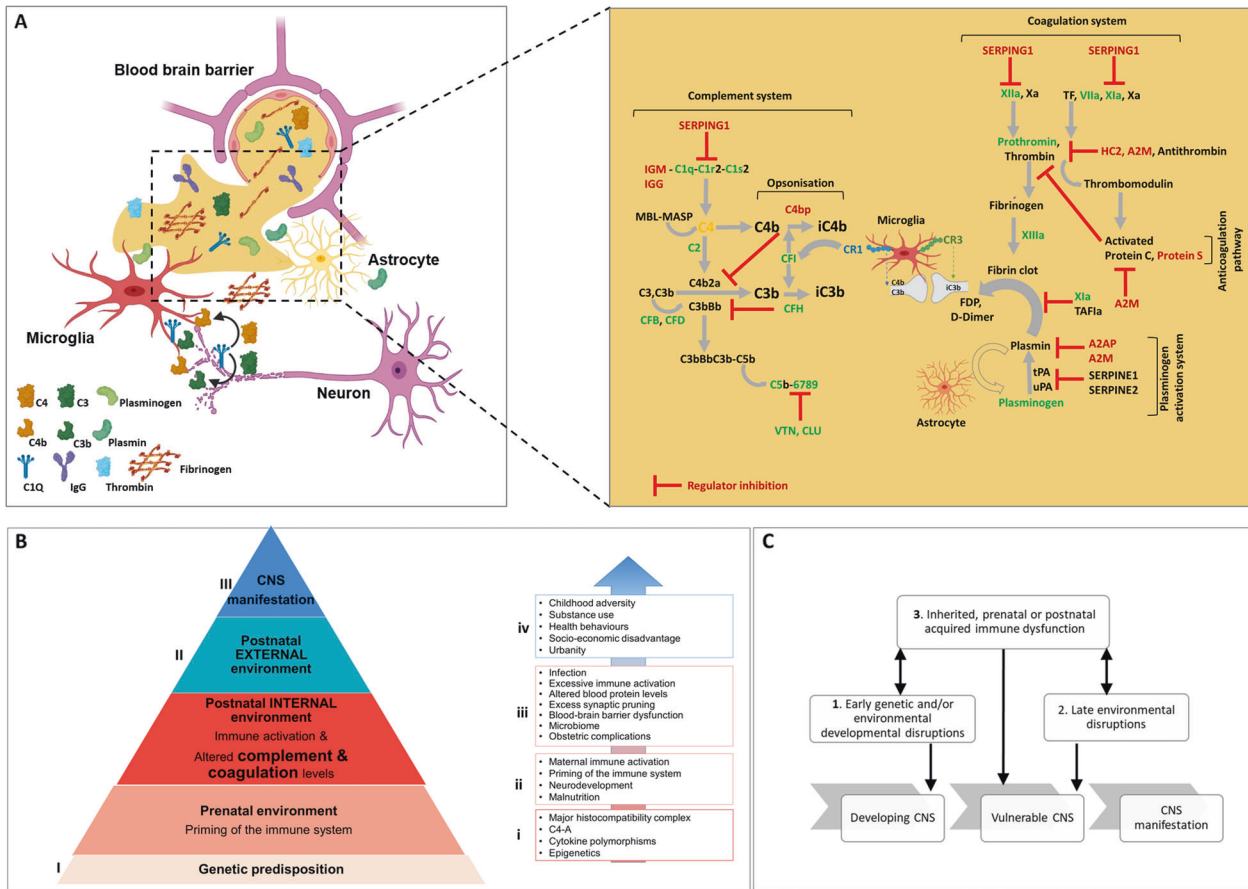 A
Blood brain barrier
Astrocyte
Microglia
Neuron
C4
C3
Plasminogen
C4b
C3b
Plasmin
Fibrinogen
C1Q
IgG
Thrombin
Complement system
SERPING1
IGM - C1q-C1r2-C1s2
IGG
Opsonisation
C4bp
MBL-MASP
C4
C4b
iC4b
C2
CFI
CR1
C4b2a
C3,C3b
C3b
iC3b
C3bBb
CFB, CFD
CFH
C3bBbC3b-C5b
C5b-6789
VTN, CLU
Regulator inhibition
Microglia
CR3
C4b
C3b
iC3b
Coagulation system
SERPING1
SERPING1
XIIa, Xa
TF, VIIa, XIa, Xa
Prothromin,
Thrombin
HC2, A2M, Antithrombin
Thrombomodulin
Fibrinogen
XIIIa
Activated
Protein C, Protein S
Anticoagulation
pathway
Fibrin clot
FDP,
D-Dimer
XIa
TAFIa
A2M
Plasmin
A2AP
A2M
tPA
uPA
SERPINE1
SERPINE2
Plasminogen
Astrocyte
Plasminogen
activation system
B
III
CNS
manifestation
II
Postnatal
EXTERNAL
environment
Postnatal INTERNAL
environment
Immune activation &
Altered complement &
coagulation levels
Prenatal environment
Priming of the immune system
I
Genetic predisposition
iv
• Childhood adversity
• Substance use
• Health behaviours
• Socio-economic disadvantage
• Urbanity
iii
• Infection
• Excessive immune activation
• Altered blood protein levels
• Excess synaptic pruning
• Blood-brain barrier dysfunction
• Microbiome
• Obstetric complications
ii
• Maternal immune activation
• Priming of the immune system
• Neurodevelopment
• Malnutrition
i
• Major histocompatibility complex
• C4-A
• Cytokine polymorphisms
• Epigenetics
C
3. Inherited, prenatal or postnatal
acquired immune dysfunction
1. Early genetic and/or
environmental
developmental disruptions
2. Late environmental
disruptions
Developing CNS
Vulnerable CNS
CNS
manifestation